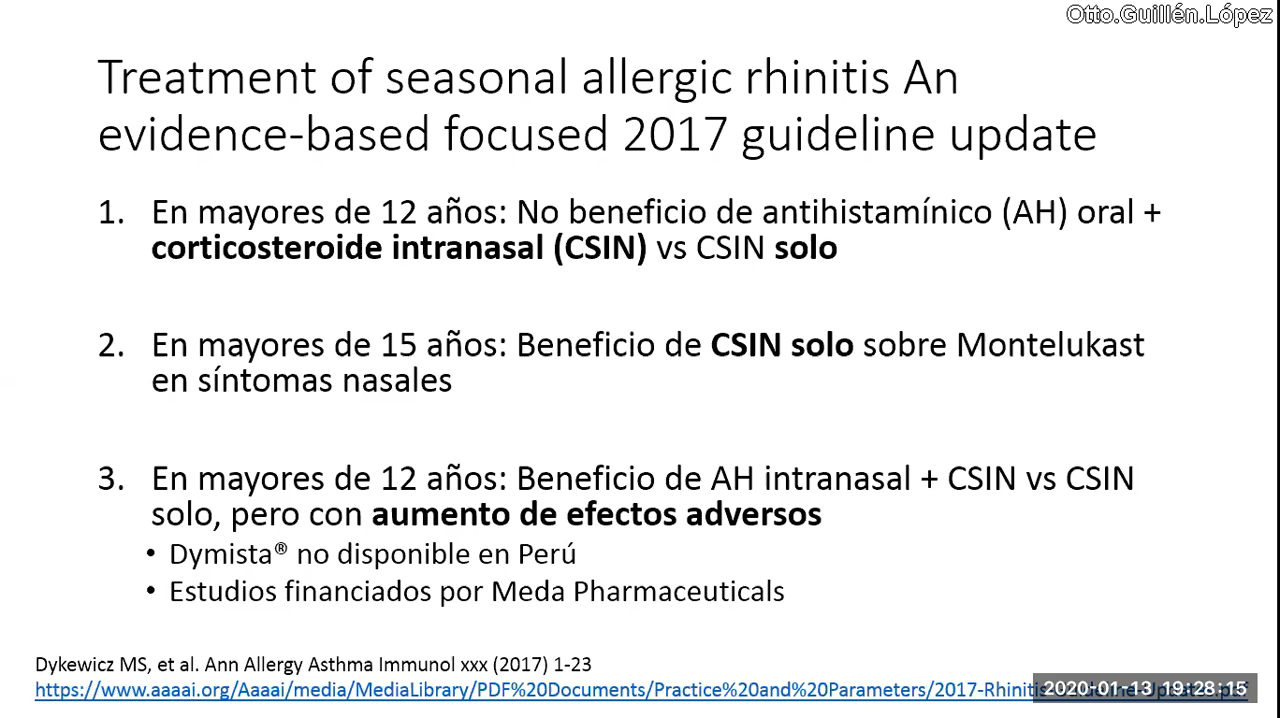 Otto.Guillén.López
Treatment of seasonal allergic rhinitis An
evidence-based focused 2017 guideline update
1. En mayores de 12 años: No beneficio de antihistamínico (AH) oral +
corticosteroide intranasal (CSIN) vs CSIN solo
2. En mayores de 15 años: Beneficio de CSIN solo sobre Montelukast
en síntomas nasales
3. En mayores de 12 años: Beneficio de AH intranasal + CSIN vs CSIN
solo, pero con aumento de efectos adversos
• Dymista® no disponible en Perú
• Estudios financiados por Meda Pharmaceuticals
Dykewicz MS, et al. Ann Allergy Asthma Immunol xxx (2017) 1-23
https://www.aaaai.org/Aaaai/media/MediaLibrary/PDF%20Documents/Practice%20and%20Parameters/2017-Rhinitis
2020-01-13 19:28:15